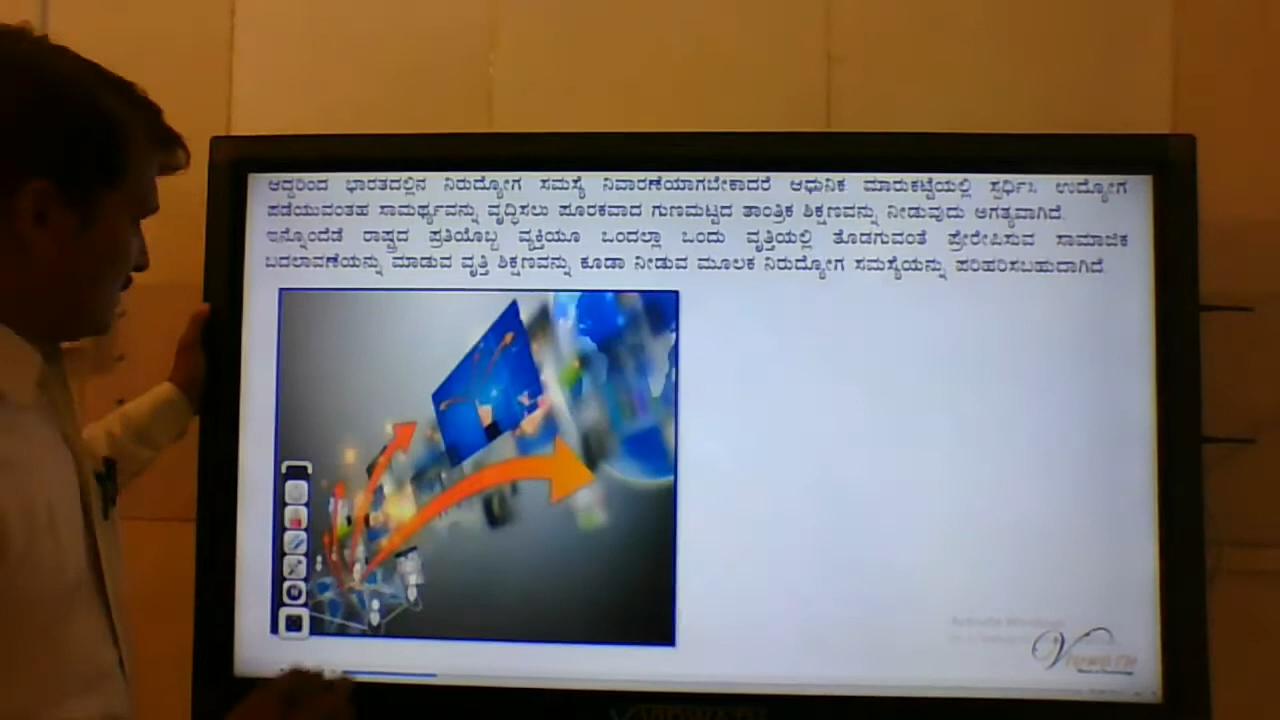 ಆದ್ದರಿಂದ ಭಾರತದಲ್ಲಿನ ನಿರುದ್ಯೋಗ ಸಮಸ್ಯೆ ನಿವಾರಣೆಯಾಗಬೇಕಾದರೆ ಆಧುನಿಕ ಮಾರುಕಟ್ಟೆಯಲ್ಲಿ ಸ್ಪರ್ಧಿಸಿ ಉದ್ಯೋಗ
ಪಡೆಯುವಂತಹ ಸಾಮರ್ಥ್ಯವನ್ನು ವೃದ್ಧಿಸಲು ಪೂರಕವಾದ ಗುಣಮಟ್ಟದ ತಾಂತ್ರಿಕ ಶಿಕ್ಷಣವನ್ನು ನೀಡುವುದು ಅಗತ್ಯವಾಗಿದೆ.
ಇನ್ನೊಂದೆಡೆ ರಾಷ್ಟ್ರದ ಪ್ರತಿಯೊಬ್ಬ ವ್ಯಕ್ತಿಯೂ ಒಂದಲ್ಲಾ ಒಂದು ವೃತ್ತಿಯಲ್ಲಿ ತೊಡಗುವಂತೆ ಪ್ರೇರೇಪಿಸುವ ಸಾಮಾಜಿಕ
ಬದಲಾವಣೆಯನ್ನು ಮಾಡುವ ವೃತ್ತಿ ಶಿಕ್ಷಣವನ್ನು ಕೂಡಾ ನೀಡುವ ಮೂಲಕ ನಿರುದ್ಯೋಗ ಸಮಸ್ಯೆಯನ್ನು ಪರಿಹರಿಸಬಹುದಾಗಿದೆ.
Activate Windows